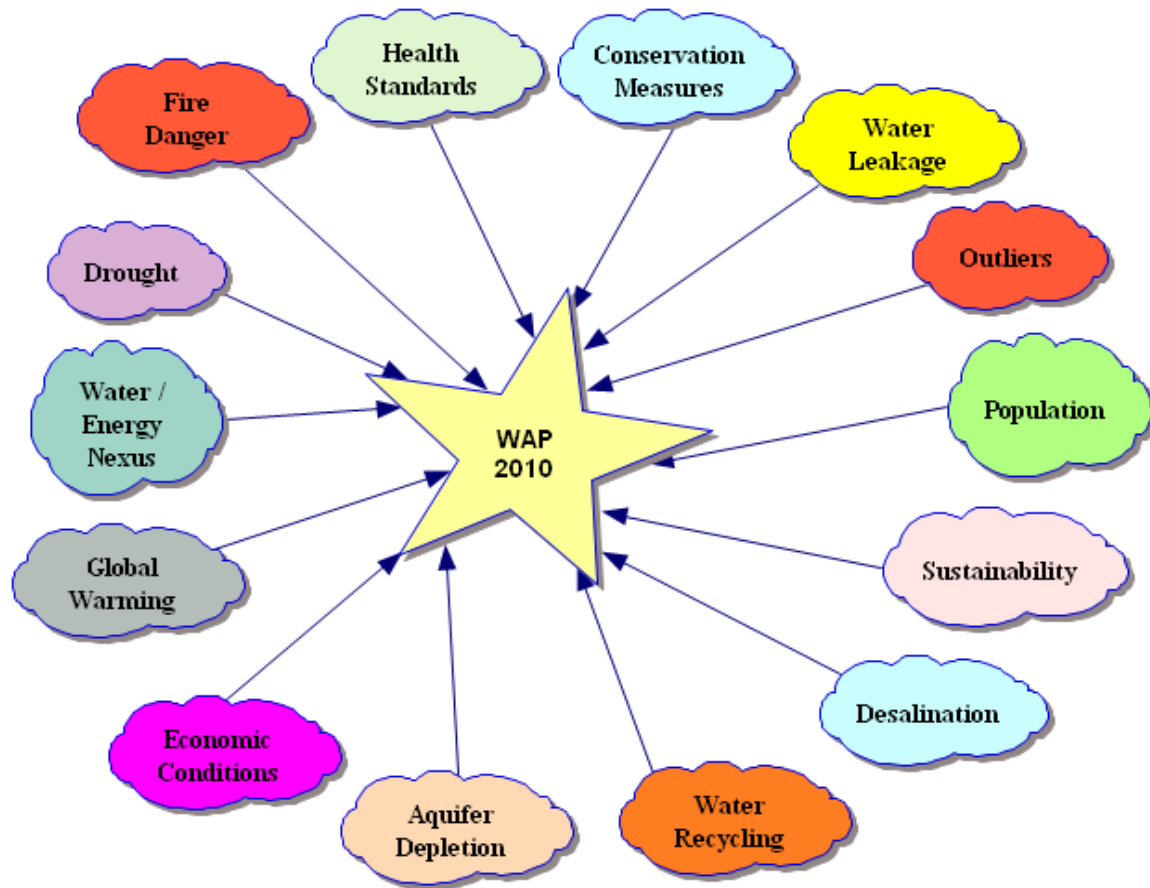 Health
Standards
Conservation
Measures
Fire
Danger
Water
Leakage
Drought
Outliers
Water /
Energy
Nexus
Population
WAP
2010
Global
Warming
Sustainability
Economic
Conditions
Desalination
Aquifer
Depletion
Water
Recycling